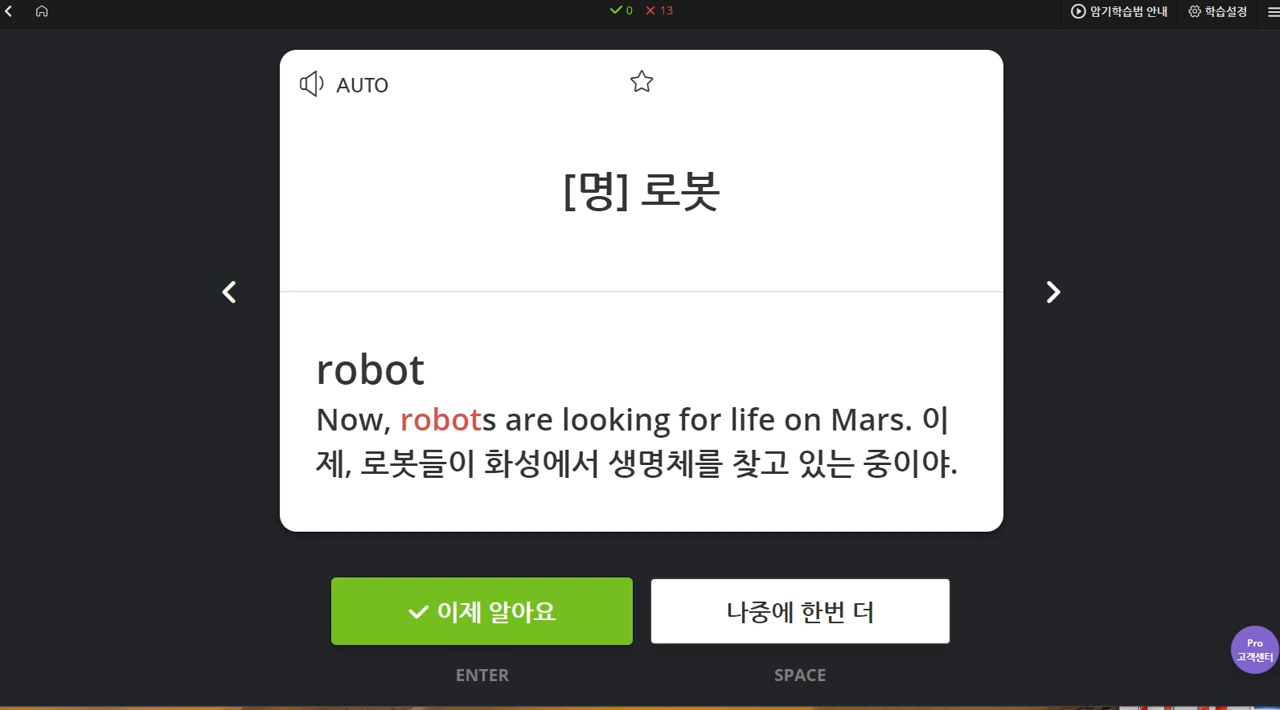 0 13 암기학습법 안내 학습설정
AUTO
[명] 로봇
robot
Now, robots are looking for life on Mars. 이
제, 로봇들이 화성에서 생명체를 찾고 있는 중이야.
이제 알아요 나중에 한번 더
ENTER SPACE
Pro
고객센터